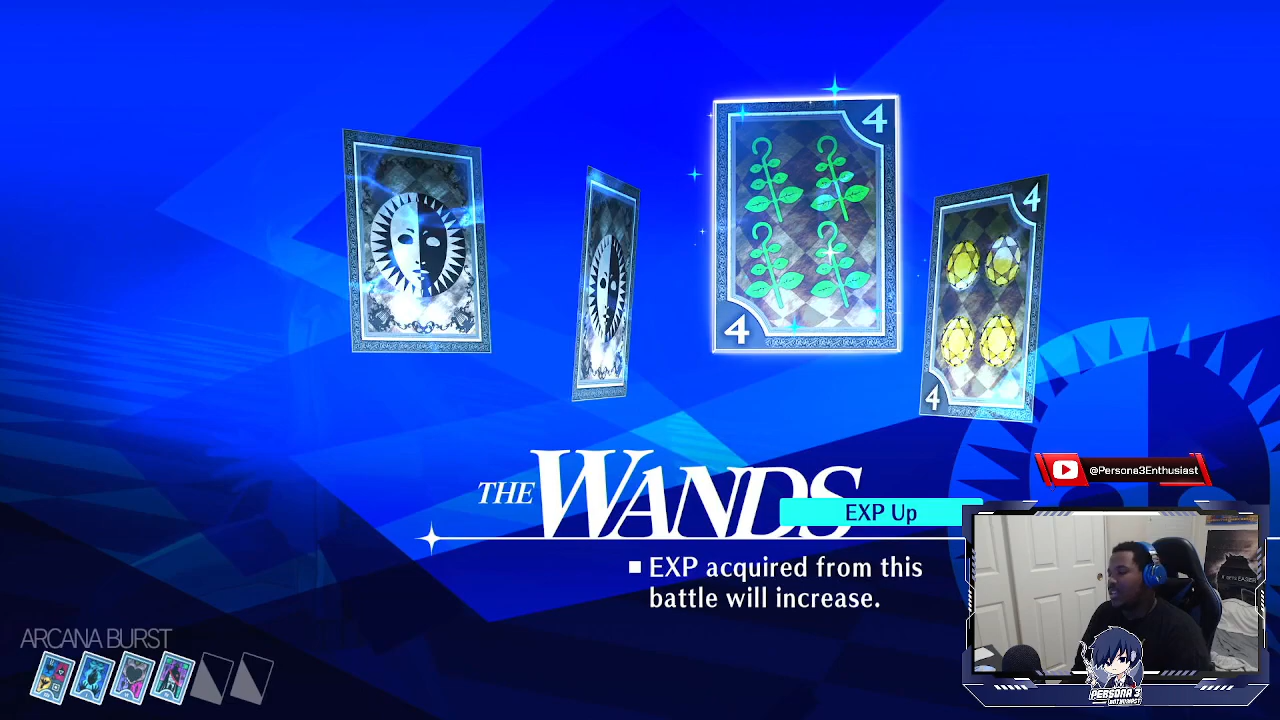 4
4
4
4
THE WANDS
EXP Up
EXP acquired from this
battle will increase.
@Persona3Enthusiast
ARCANA BURST
PERSONA 3
ENTHUSIAST